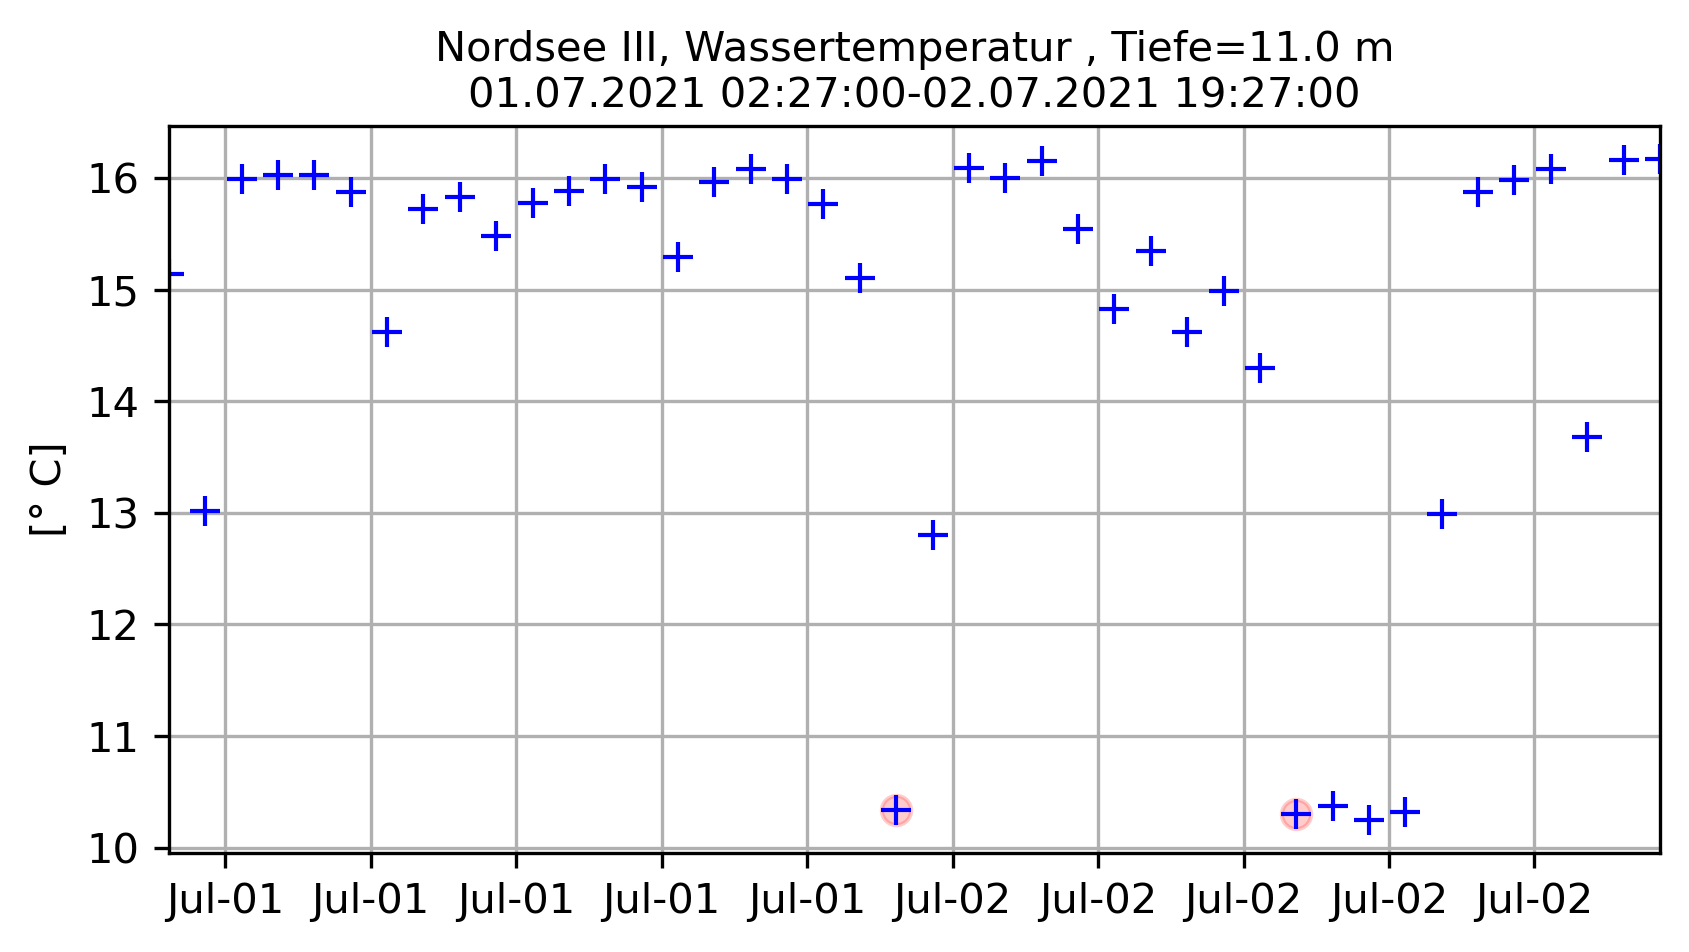 Nordsee III, Wassertemperatur , Tiefe=11.0 m
01.07.2021 02:27:00-02.07.2021 19:27:00
[° C]
16
15
14
13
12
11
10
Jul-01 Jul-01 Jul-01 Jul-01 Jul-01 Jul-02 Jul-02 Jul-02 Jul-02 Jul-02